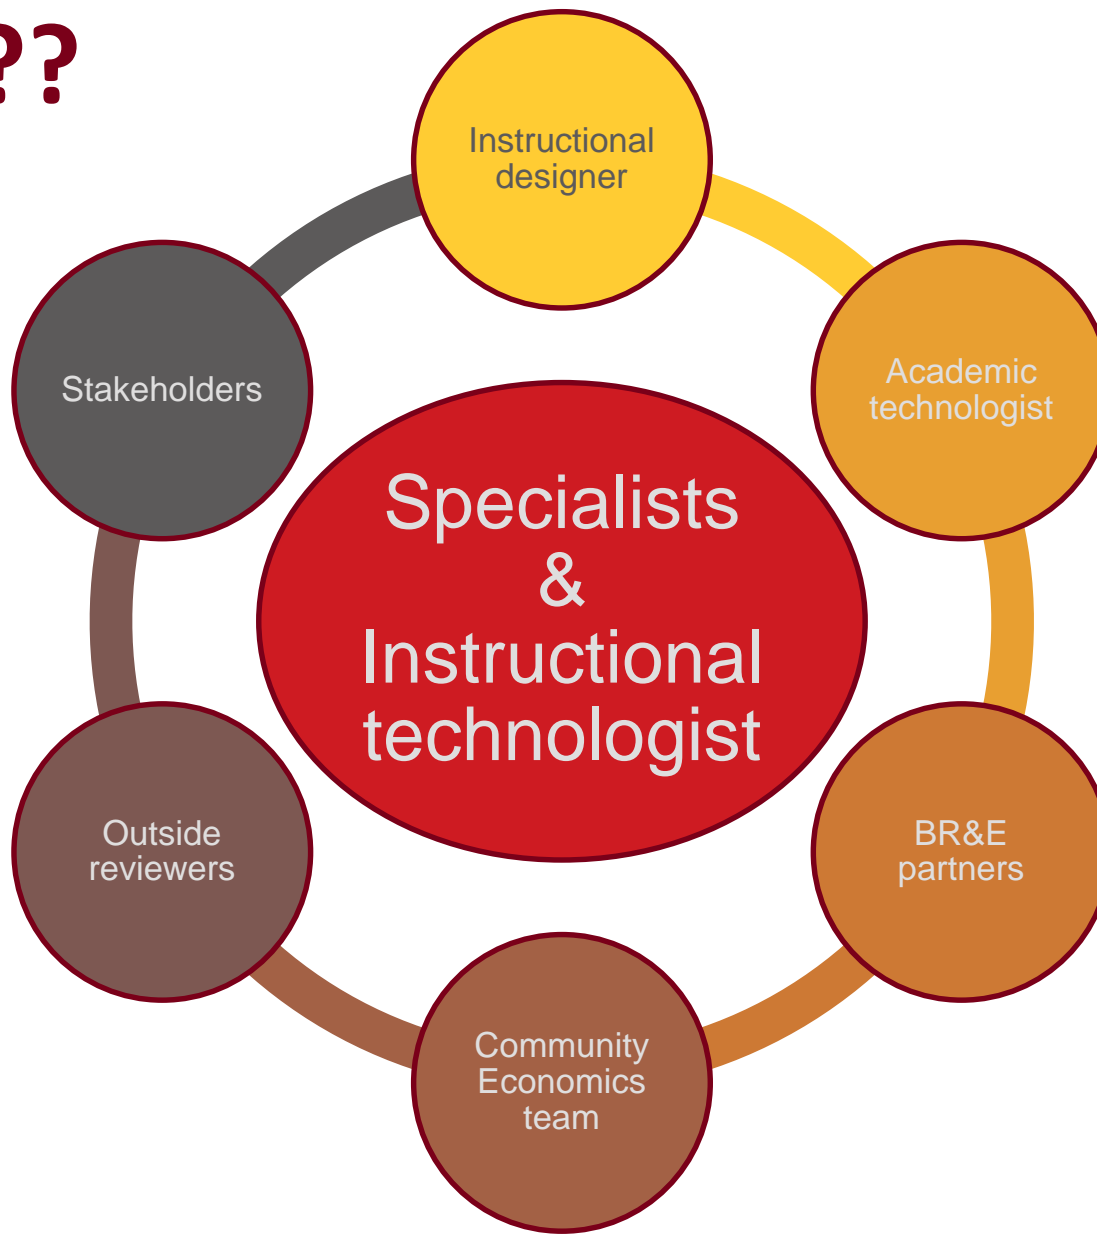 ??
Instructional
designer
Academic
technologist
BR&E
partners
Community
Economics
team
Outside
reviewers
Stakeholders
Specialists
&
Instructional
technologist